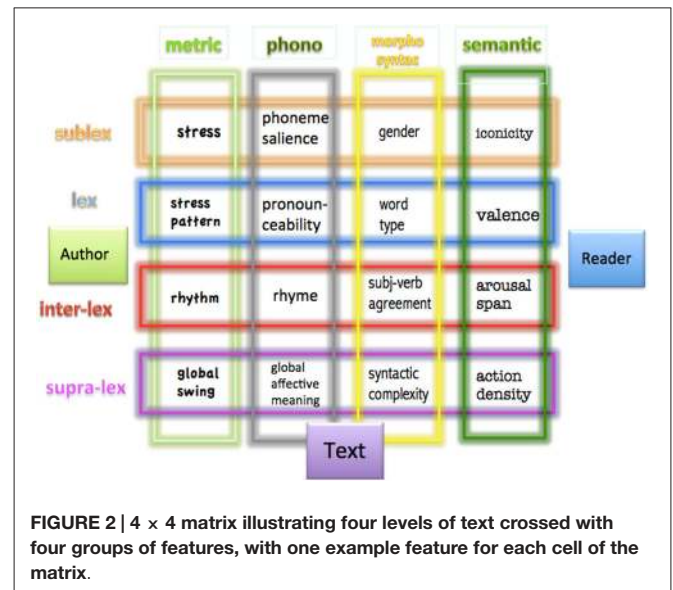 metric phono morpho semantic
syntac
sublex stress phoneme salience gender iconicity
lex stress pattern pronoun-ceability word type valence
Author
Reader
inter-lex rhythm rhyme subj-verb agreement arousal span
supra-lex global swing global affective meaning syntactic complexity action density
Text
FIGURE 2 | 4 × 4 matrix illustrating four levels of text crossed with
four groups of features, with one example feature for each cell of the
matrix.